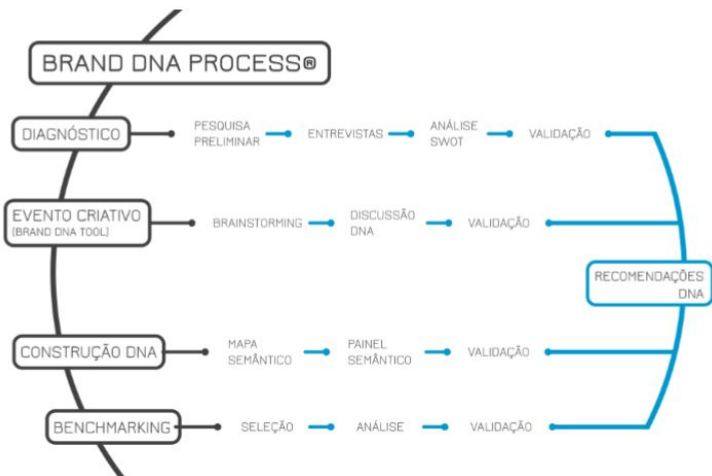 BRAND DNA PROCESS®
DIAGNÓSTICO
PESQUISA
PRELIMINAR
ENTREVISTAS
ANÁLISE
SWOT
VALIDAÇÃO
EVENTO CRIATIVO
(BRAND DNA TOOL)
BRAINSTORMING
DISCUSSÃO
DNA
VALIDAÇÃO
RECOMENDAÇÕES
DNA
CONSTRUÇÃO DNA
MAPA
SEMÂNTICO
PAINEL
SEMÂNTICO
VALIDAÇÃO
BENCHMARKING
SELEÇÃO
ANÁLISE
VALIDAÇÃO